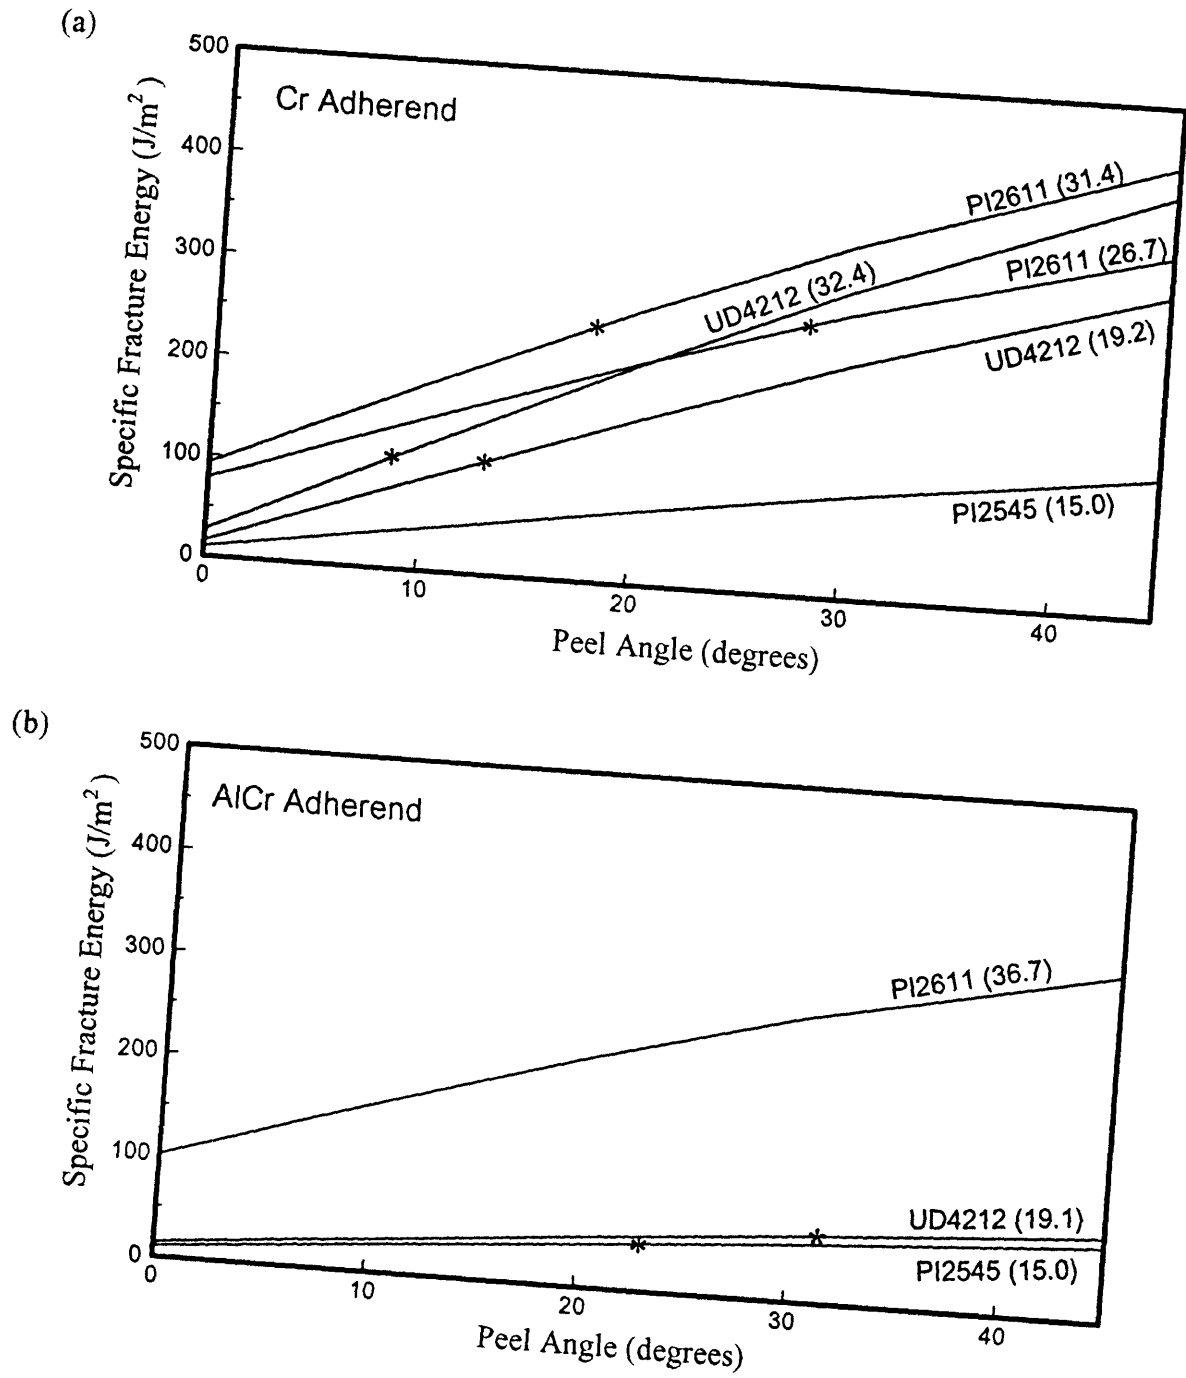 (a)
500
400
300
200
100
0
Specific Fracture Energy (J/m²)
Cr Adherend
PI2611 (31.4)
UD4212 (32.4)
PI2611 (26.7)
UD4212 (19.2)
PI2545 (15.0)
0 10 20 30 40
Peel Angle (degrees)
(b)
500
400
300
200
100
0
Specific Fracture Energy (J/m²)
AlCr Adherend
PI2611 (36.7)
UD4212 (19.1)
PI2545 (15.0)
0 10 20 30 40
Peel Angle (degrees)